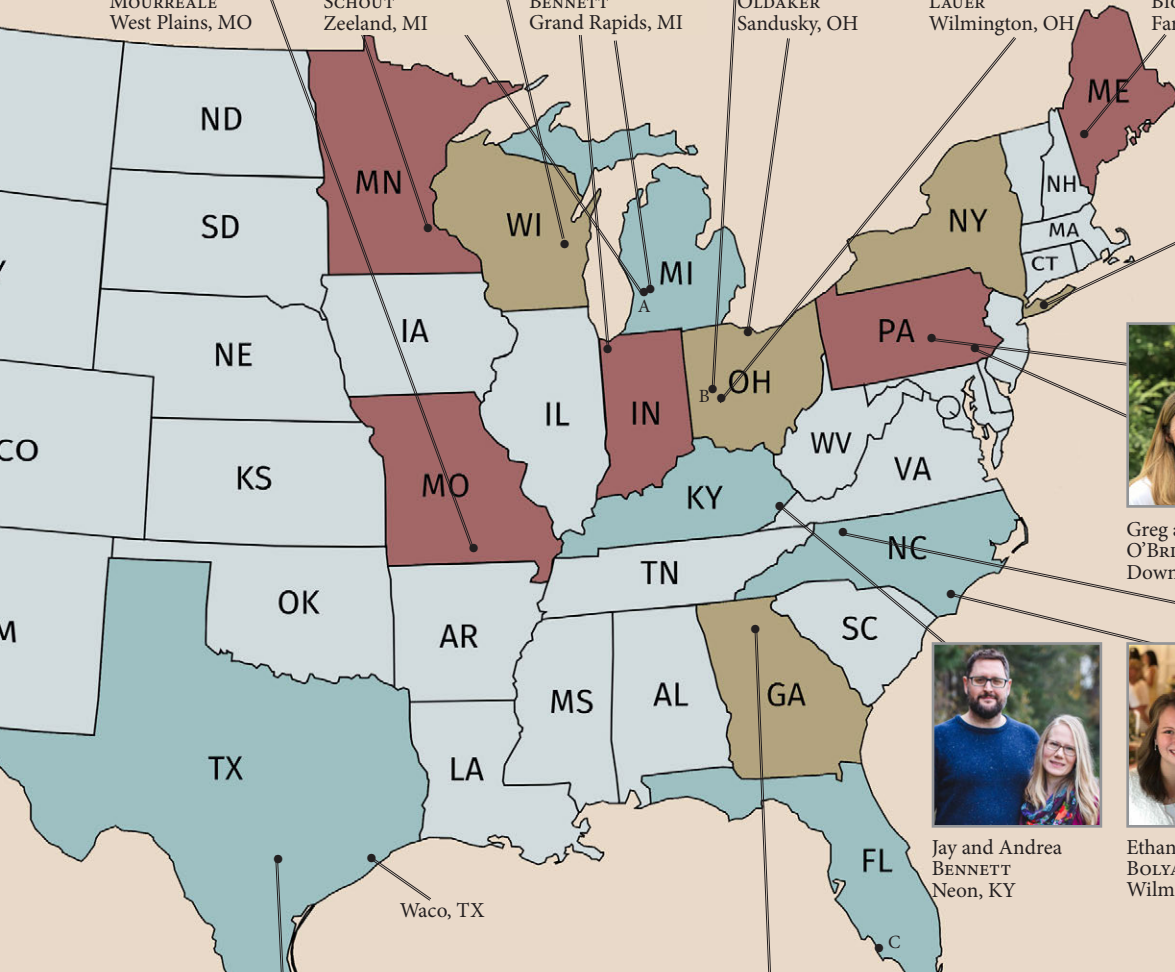 MOURREALE
West Plains, MO
SCHOUT
Zeeland, MI
BENNETT
Grand Rapids, MI
OLDAKER
Sandusky, OH
LAUER
Wilmington, OH
ME
ND
MN
NH
SD
WI
NY
MA
CT
MI
A
IA
PA
NE
B
OH
IL
IN
CO
WV
VA
KS
MO
KY
Greg
NC
TN
OK
AR
SC
MS
AL
GA
TX
LA
Jay and Andrea
BENNETT
Neon, KY
Ethan
FL
Waco, TX
C